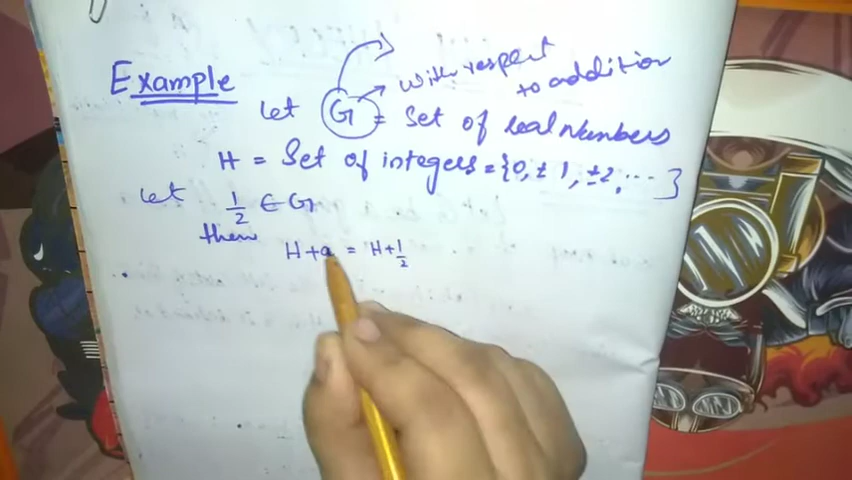 Example
with respect
to addition
Let G = Set of real Numbers
H = Set of integers = {0, ± 1, ±2, --- }
Let 1/2 ∈ G
then
H+a = H+1/2